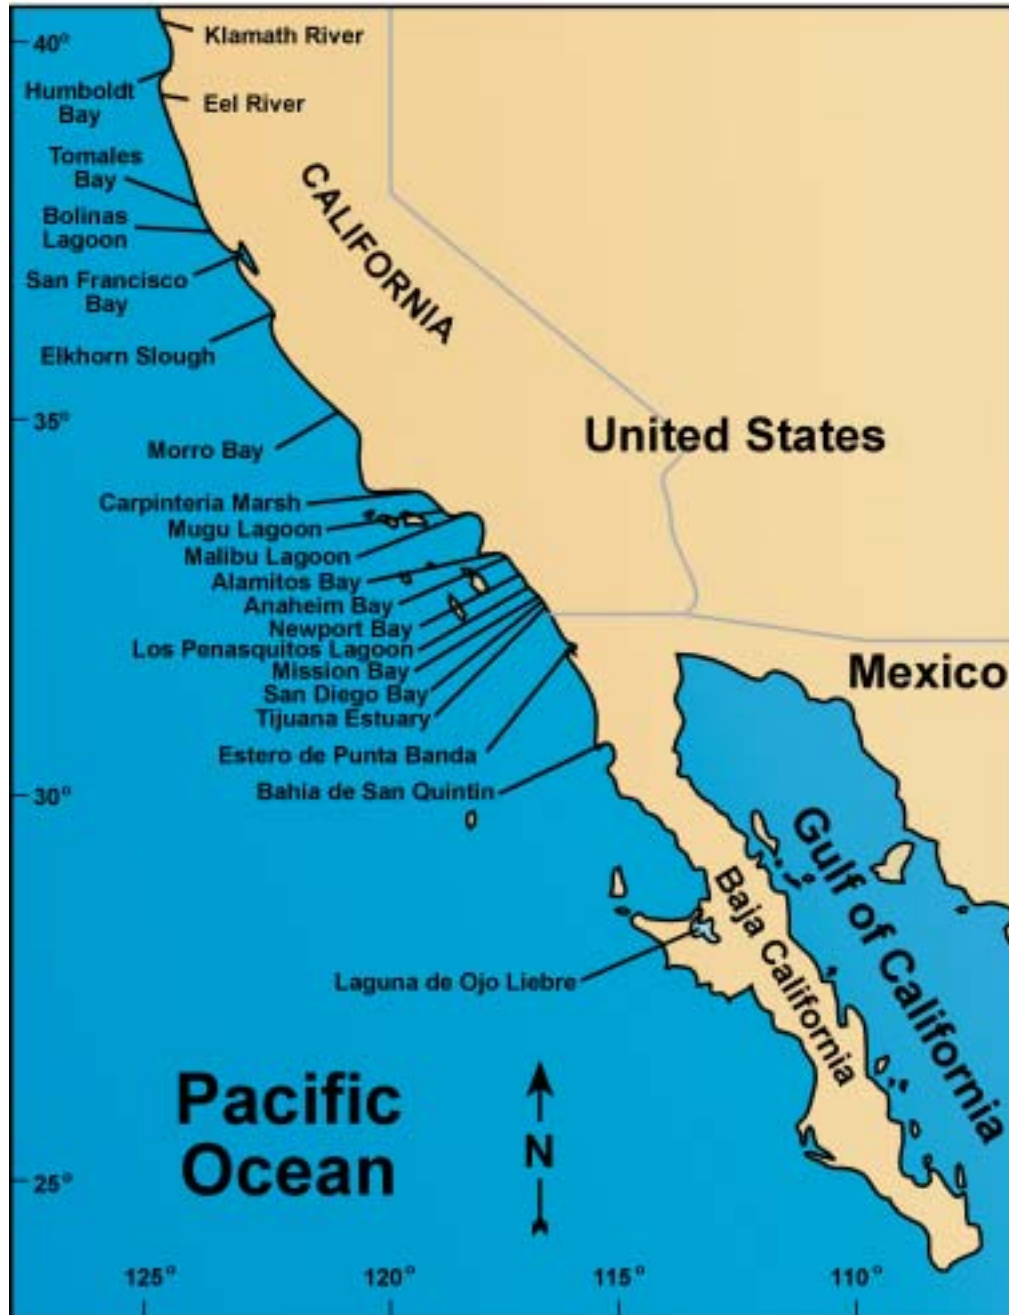 40°
Klamath River
Humboldt
Bay
Eel River
Tomales
Bay
CALIFORNIA
Bolinas
Lagoon
San Francisco
Bay
Elkhorn Slough
35°
United States
Morro Bay
Carpinteria Marsh
Mugu Lagoon
Malibu Lagoon
Alamitos Bay
Anaheim Bay
Newport Bay
Los Penasquitos Lagoon
Mission Bay
San Diego Bay
Tijuana Estuary
Mexico
Estero de Punta Banda
Bahia de San Quintin
30°
Gulf of California
Baja California
Laguna de Ojo Liebre
Pacific
Ocean
N
25°
125°
120°
115°
110°